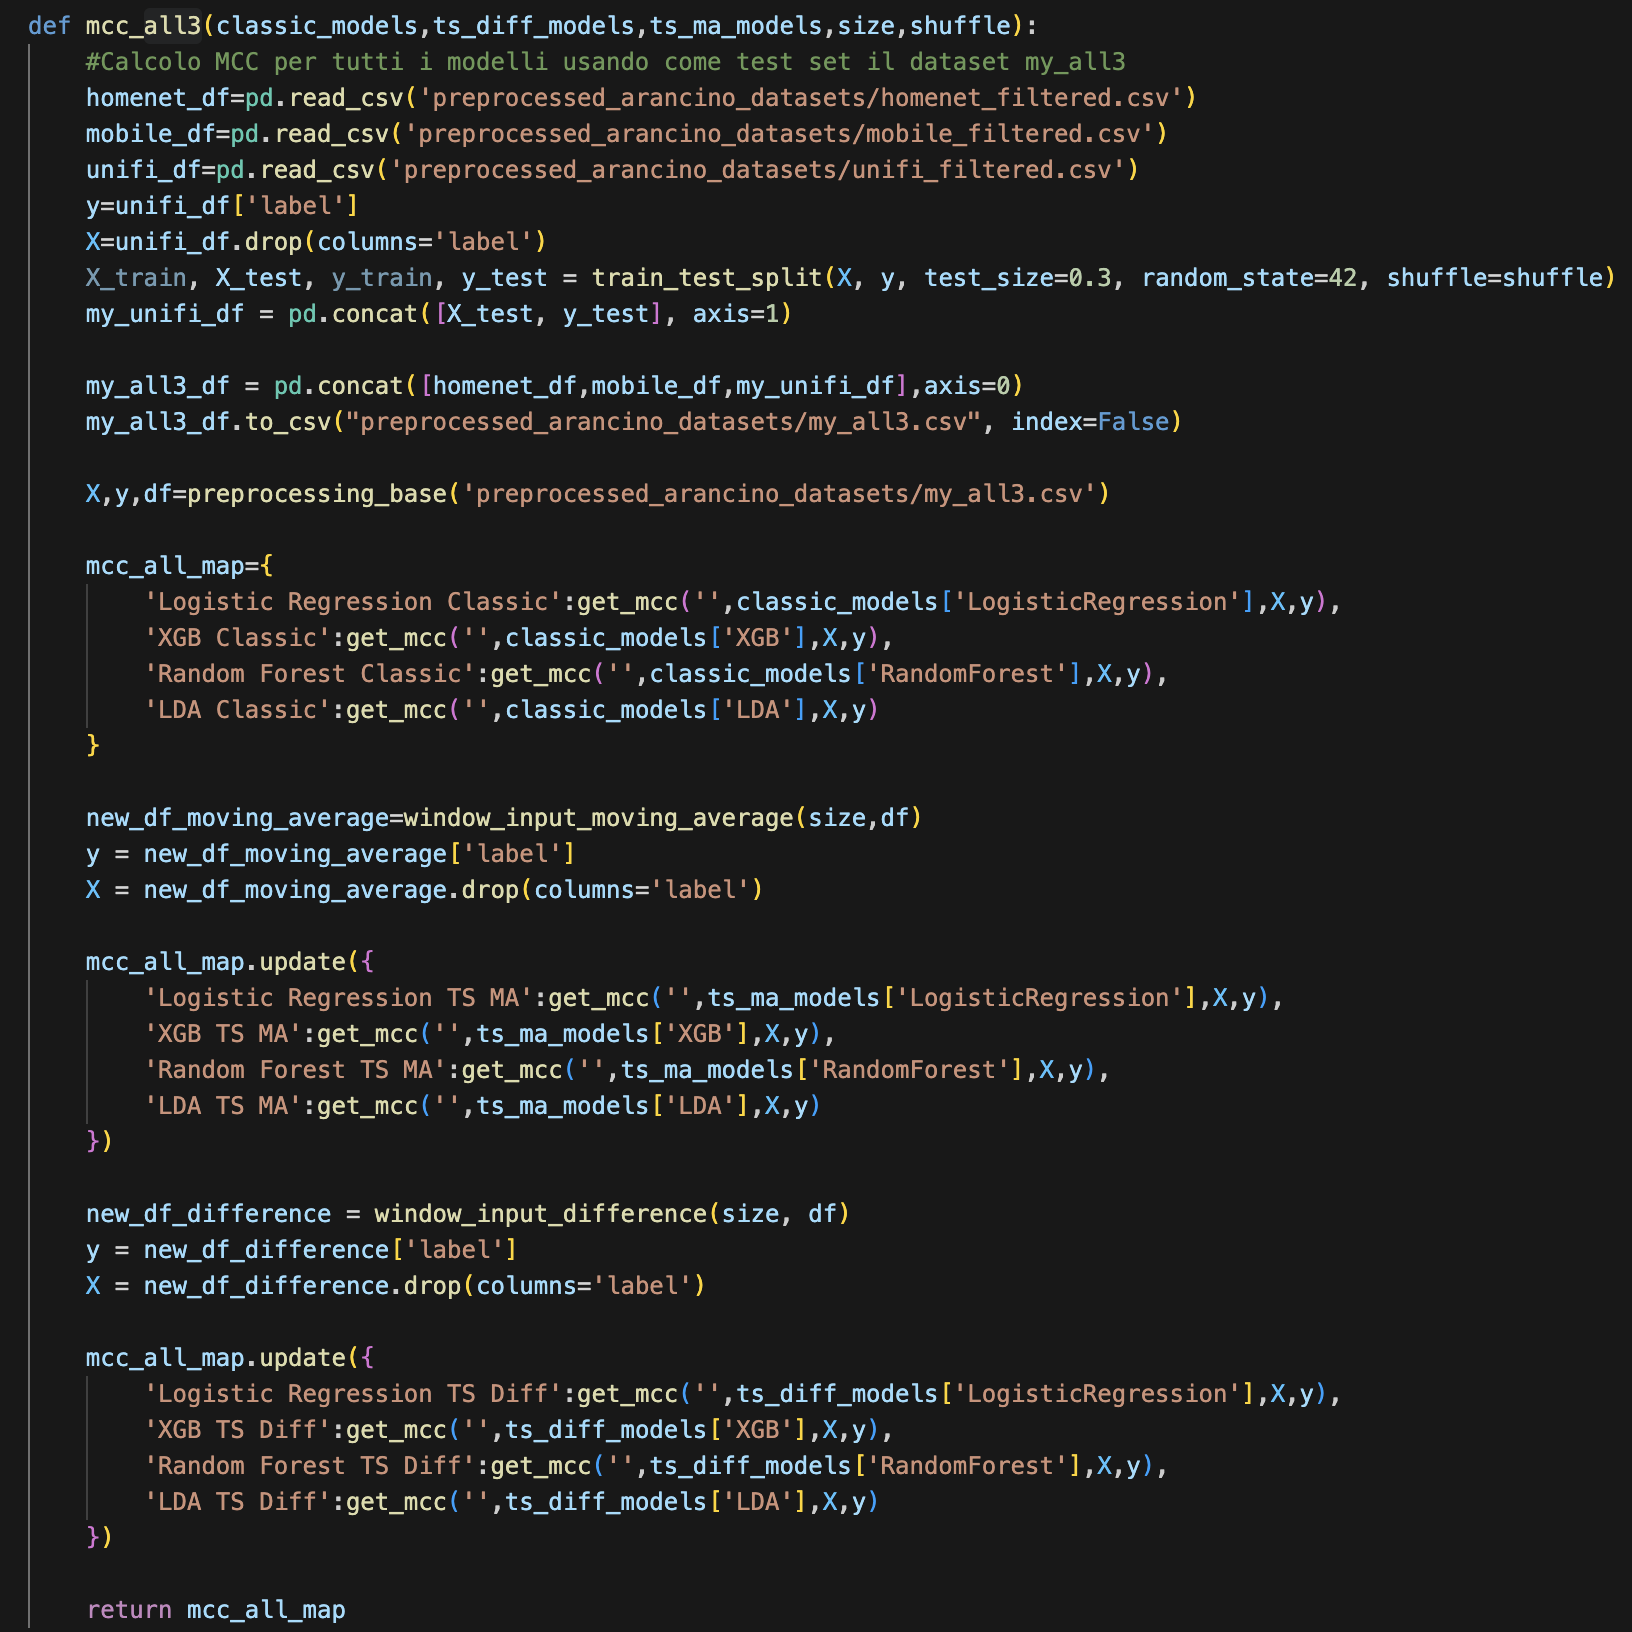 def mcc_all3(classic_models,ts_diff_models,ts_ma_models,size,shuffle):
    #Calcolo MCC per tutti i modelli usando come test set il dataset my_all3
    homenet_df=pd.read_csv('preprocessed_arancino_datasets/homenet_filtered.csv')
    mobile_df=pd.read_csv('preprocessed_arancino_datasets/mobile_filtered.csv')
    unifi_df=pd.read_csv('preprocessed_arancino_datasets/unifi_filtered.csv')
    y=unifi_df['label']
    X=unifi_df.drop(columns='label')
    X_train, X_test, y_train, y_test = train_test_split(X, y, test_size=0.3, random_state=42, shuffle=shuffle)
    my_unifi_df = pd.concat([X_test, y_test], axis=1)

    my_all3_df = pd.concat([homenet_df,mobile_df,my_unifi_df],axis=0)
    my_all3_df.to_csv("preprocessed_arancino_datasets/my_all3.csv", index=False)

    X,y,df=preprocessing_base('preprocessed_arancino_datasets/my_all3.csv')

    mcc_all_map={
        'Logistic Regression Classic':get_mcc('',classic_models['LogisticRegression'],X,y),
        'XGB Classic':get_mcc('',classic_models['XGB'],X,y),
        'Random Forest Classic':get_mcc('',classic_models['RandomForest'],X,y),
        'LDA Classic':get_mcc('',classic_models['LDA'],X,y)
    }

    new_df_moving_average=window_input_moving_average(size,df)
    y = new_df_moving_average['label']
    X = new_df_moving_average.drop(columns='label')

    mcc_all_map.update({
        'Logistic Regression TS MA':get_mcc('',ts_ma_models['LogisticRegression'],X,y),
        'XGB TS MA':get_mcc('',ts_ma_models['XGB'],X,y),
        'Random Forest TS MA':get_mcc('',ts_ma_models['RandomForest'],X,y),
        'LDA TS MA':get_mcc('',ts_ma_models['LDA'],X,y)
    })

    new_df_difference = window_input_difference(size, df)
    y = new_df_difference['label']
    X = new_df_difference.drop(columns='label')

    mcc_all_map.update({
        'Logistic Regression TS Diff':get_mcc('',ts_diff_models['LogisticRegression'],X,y),
        'XGB TS Diff':get_mcc('',ts_diff_models['XGB'],X,y),
        'Random Forest TS Diff':get_mcc('',ts_diff_models['RandomForest'],X,y),
        'LDA TS Diff':get_mcc('',ts_diff_models['LDA'],X,y)
    })

    return mcc_all_map